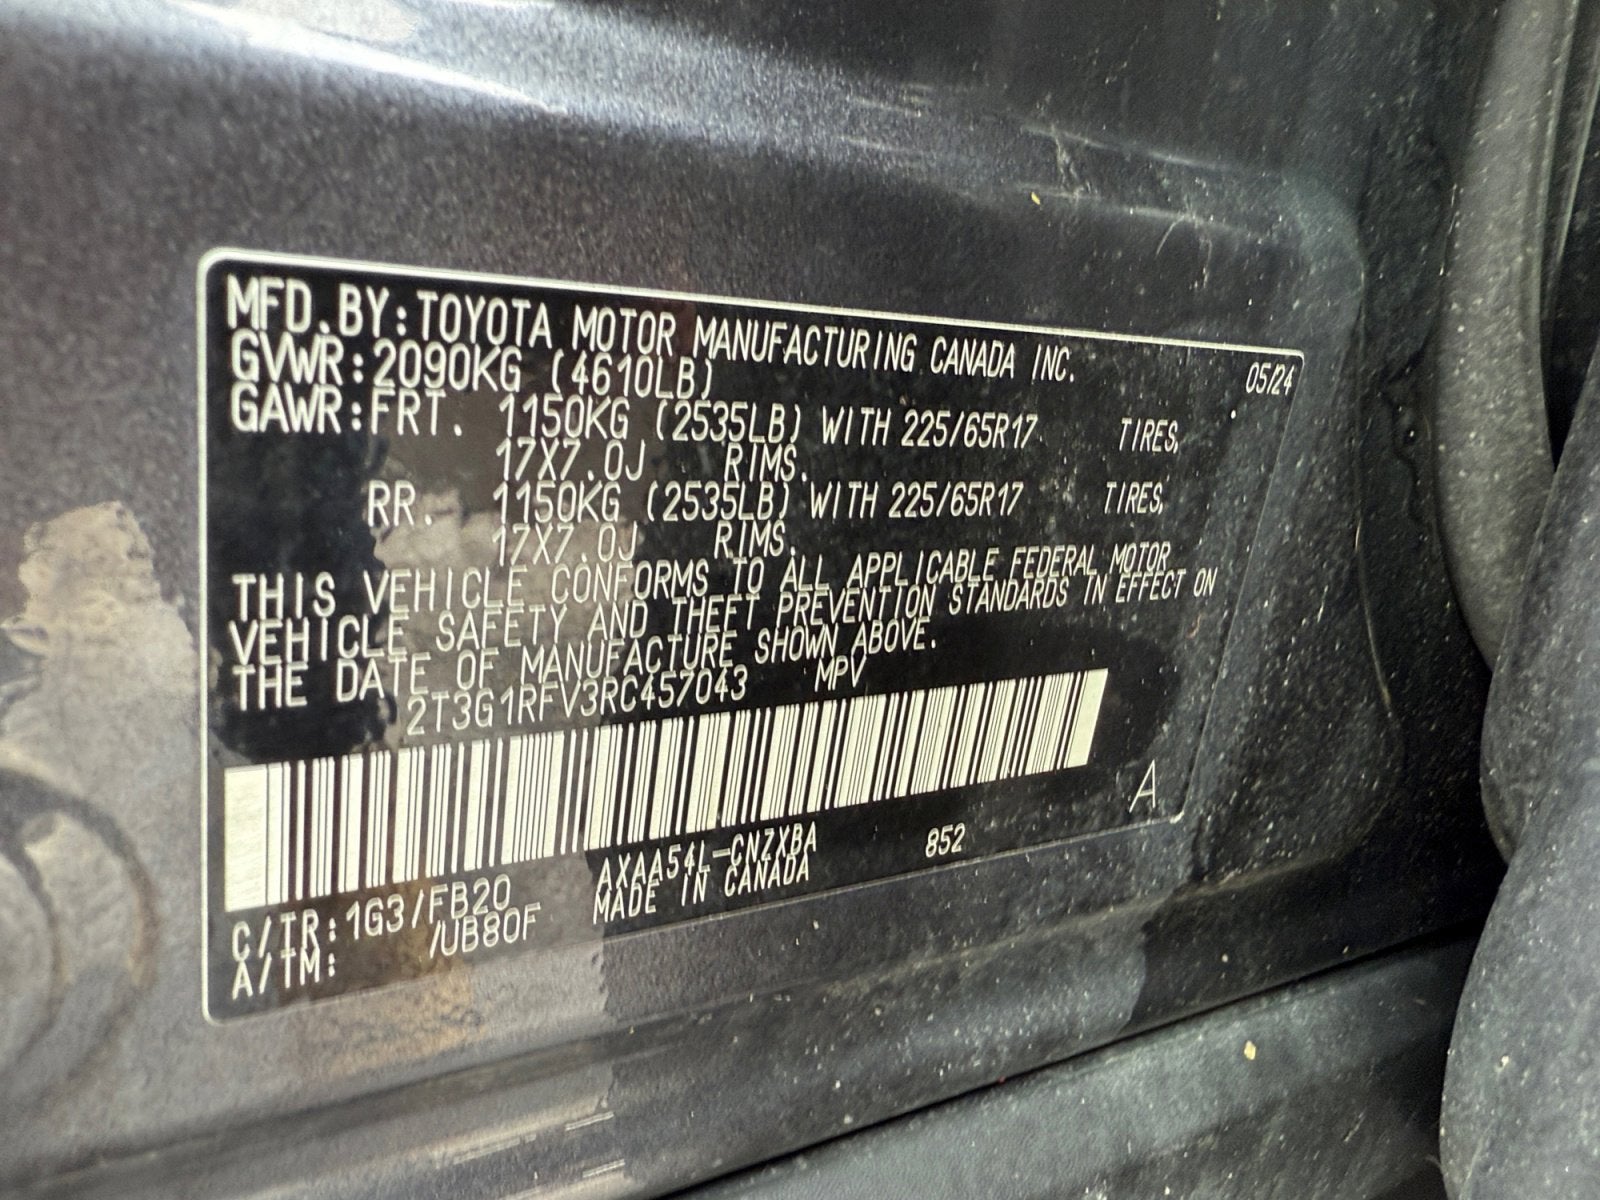 MFD.BY:TOYOTA MOTOR MANUFACTURING CANADA INC. 05/24
GVWR:2090KG (4610LB)
GAWR:FRT. 1150KG (2535LB) WITH 225/65R17 TIRES,
17X7.0J RIMS.
RR. 1150KG (2535LB) WITH 225/65R17 TIRES,
17X7.0J RIMS.
THIS VEHICLE CONFORMS TO ALL APPLICABLE FEDERAL MOTOR
VEHICLE SAFETY AND THEFT PREVENTION STANDARDS IN EFFECT ON
THE DATE OF MANUFACTURE SHOWN ABOVE.
2T3G1RFV3RC457043 MPV
A
C/TR:1G3/FB20 AXAA54L-CNZXBA 852
A/TM: /UB80F MADE IN CANADA